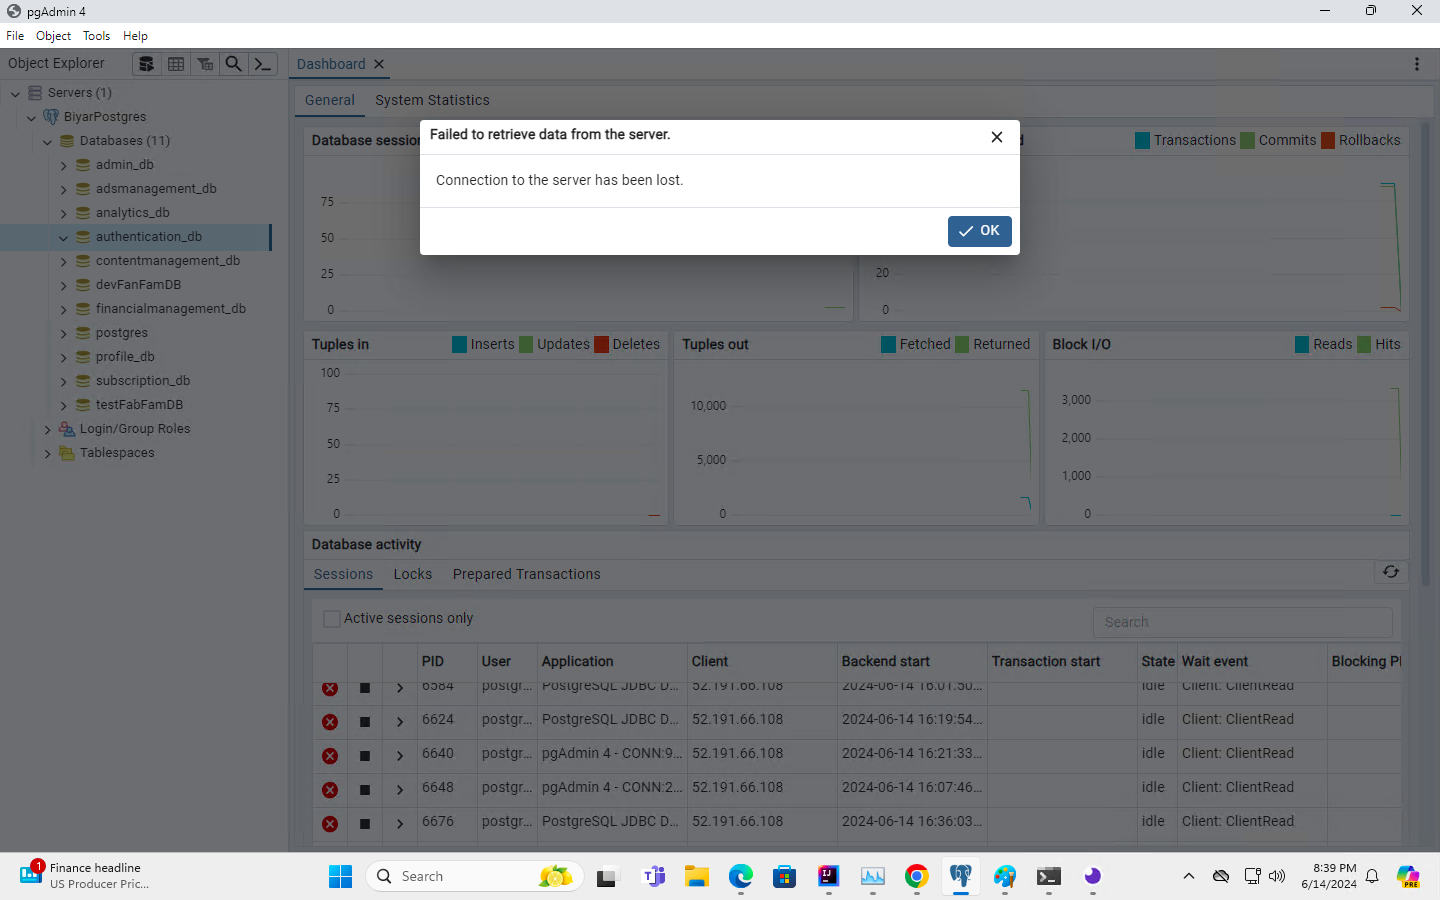 pgAdmin 4
File Object Tools Help
Object Explorer
Dashboard
Servers (1)
General System Statistics
BiyarPostgres
Failed to retrieve data from the server.
Databases (11)
Database session
Transactions Commits Rollbacks
admin_db
Connection to the server has been lost.
adsmanagement_db
75
analytics_db
OK
authentication_db
50
contentmanagement_db
25
20
devFanFamDB
financialmanagement_db
0
0
postgres
Tuples in Inserts Updates Deletes
Tuples out Fetched Returned
Block I/O Reads Hits
profile_db
100
subscription_db
75
10,000
3,000
testFabFamDB
Login/Group Roles
50
2,000
Tablespaces
5,000
25
1,000
0
0
0
Database activity
Sessions Locks Prepared Transactions
Active sessions only
Search
PID User Application Client Backend start Transaction start State Wait event Blocking PI
6584 postgr... PostgreSQL JDBC D... 52.191.66.108 2024-06-14 16:01:50... idle Client: ClientRead
6624 postgr... PostgreSQL JDBC D... 52.191.66.108 2024-06-14 16:19:54... idle Client: ClientRead
6640 postgr... pgAdmin 4 - CONN:9... 52.191.66.108 2024-06-14 16:21:33... idle Client: ClientRead
6648 postgr... pgAdmin 4 - CONN:2... 52.191.66.108 2024-06-14 16:07:46... idle Client: ClientRead
6676 postgr... PostgreSQL JDBC D... 52.191.66.108 2024-06-14 16:36:03... idle Client: ClientRead
1
Finance headline
US Producer Pric...
Search
8:39 PM
6/14/2024
PRE